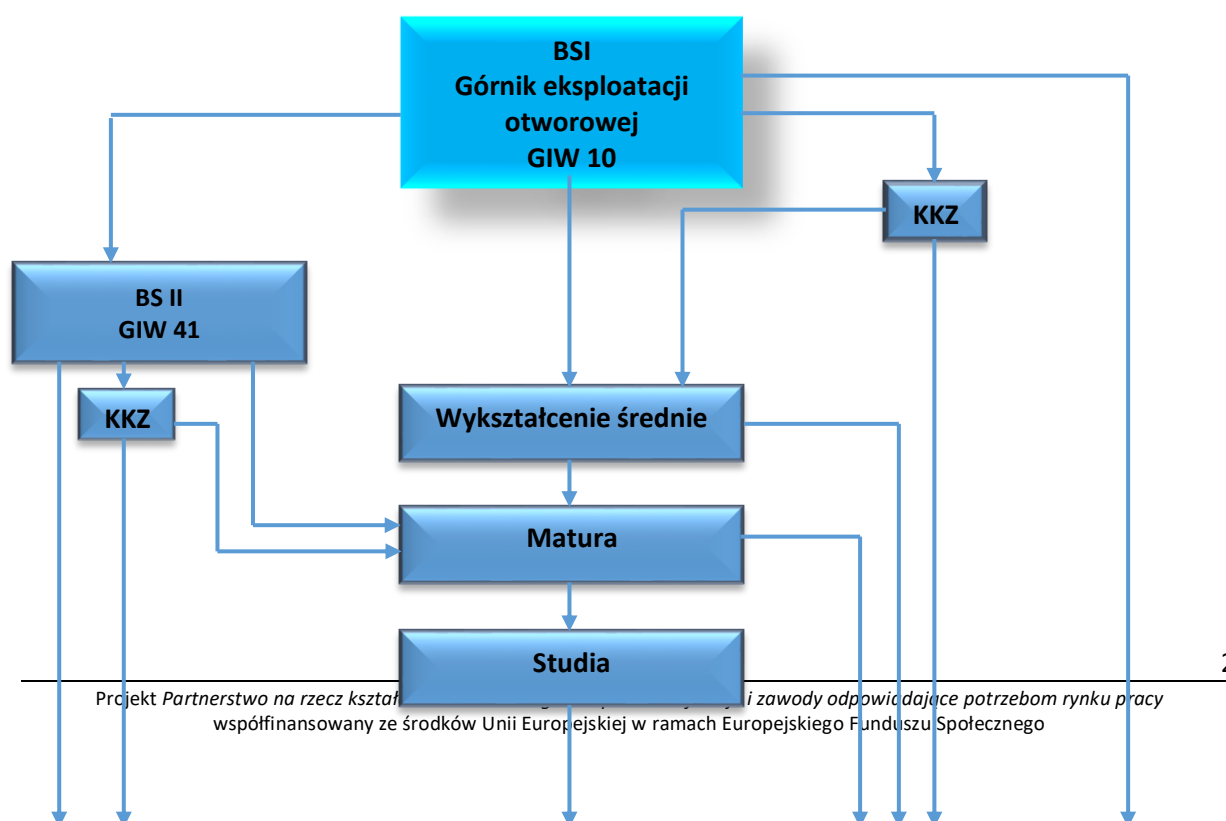 BSI
Górnik eksploatacji
otworowej
GIW 10
KKZ
BS II
GIW 41
KKZ
Wykształcenie średnie
Matura
Studia
2
Projekt Partnerstwo na rzecz i zawody odpowiadające potrzebom rynku pracy
współfinansowany ze środków Unii Europejskiej w ramach Europejskiego Funduszu Społecznego